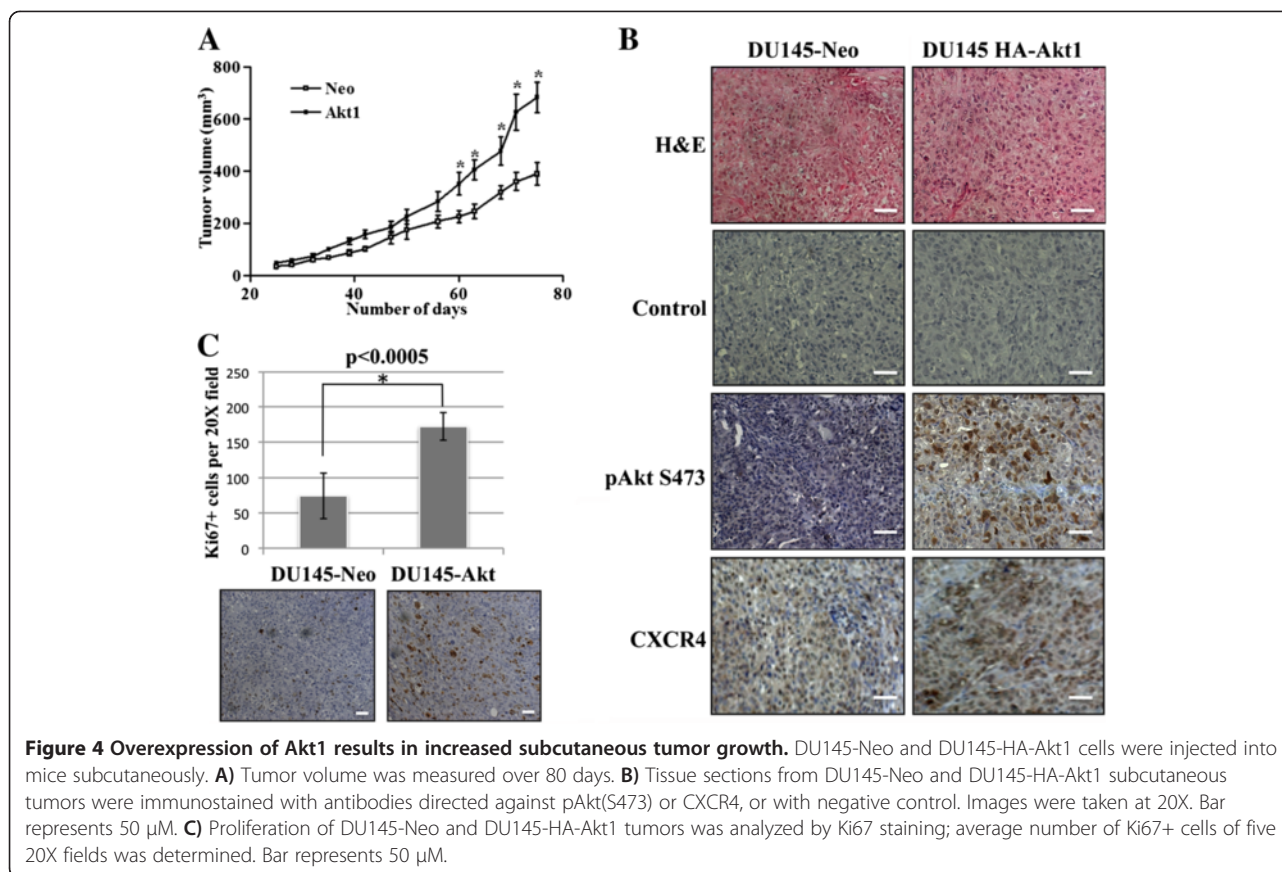 A
Neo
Akt1
*
*
*
*
*
Tumor volume (mm³)
800
600
400
200
0
20
40
60
80
Number of days
B
DU145-Neo
DU145 HA-Akt1
H&E
Control
pAkt S473
CXCR4
C
p<0.0005
*
Ki67+ cells per 20X field
250
200
150
100
50
0
DU145-Neo
DU145-Akt
Figure 4 Overexpression of Akt1 results in increased subcutaneous tumor growth. DU145-Neo and DU145-HA-Akt1 cells were injected into
mice subcutaneously. A) Tumor volume was measured over 80 days. B) Tissue sections from DU145-Neo and DU145-HA-Akt1 subcutaneous
tumors were immunostained with antibodies directed against pAkt(S473) or CXCR4, or with negative control. Images were taken at 20X. Bar
represents 50 μM. C) Proliferation of DU145-Neo and DU145-HA-Akt1 tumors was analyzed by Ki67 staining; average number of Ki67+ cells of five
20X fields was determined. Bar represents 50 μM.